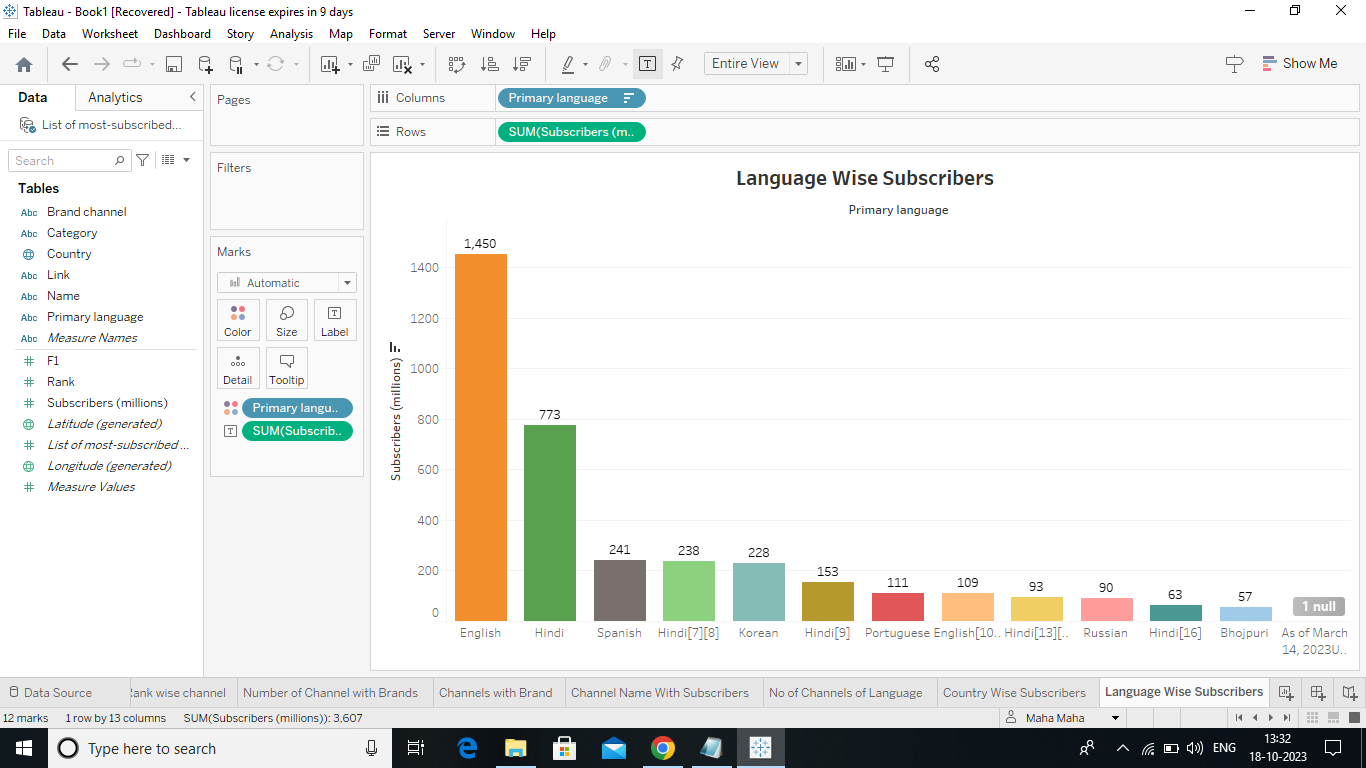 Tableau - Book1 [Recovered] - Tableau license expires in 9 days
File Data Worksheet Dashboard Story Analysis Map Format Server Window Help
Entire View
Show Me
Data Analytics
List of most-subscribed...
Search
Tables
Abc Brand channel
Abc Category
Country
Abc Link
Abc Name
Abc Primary language
Abc Measure Names
F1
Rank
Subscribers (millions)
Latitude (generated)
List of most-subscribed ...
Longitude (generated)
Measure Values
Pages
Filters
Marks
Automatic
Color Size Label
Detail Tooltip
Primary langu..
SUM(Subscrib..
Columns Primary language
Rows SUM(Subscribers (m..
Language Wise Subscribers
Primary language
Subscribers (millions)
1400
1200
1000
800
600
400
200
0
1,450 773 241 238 228 153 111 109 93 90 63 57
1 null
English Hindi Spanish Hindi[7][8] Korean Hindi[9] Portuguese English[10.. Hindi[13][.. Russian Hindi[16] Bhojpuri As of March
14, 2023U..
Data Source ank wise channel Number of Channel with Brands Channels with Brand Channel Name With Subscribers No of Channels of Language Country Wise Subscribers Language Wise Subscribers
12 marks 1 row by 13 columns SUM(Subscribers (millions)): 3,607 Maha Maha
Type here to search
ENG
13:32
18-10-2023